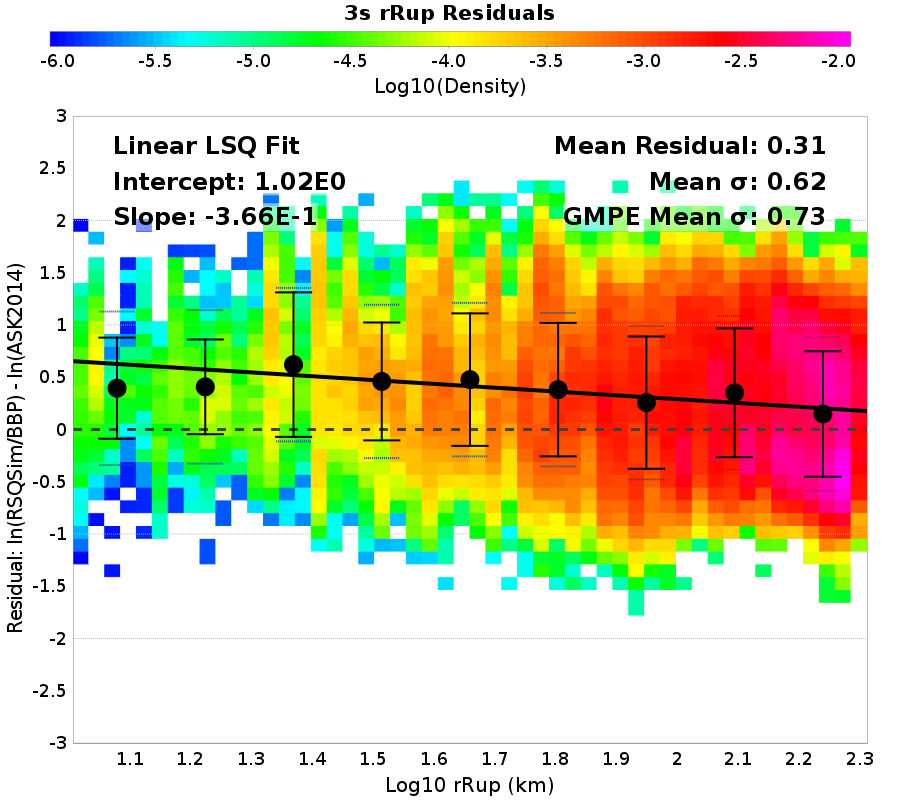 3s rRup Residuals
-6.0 -5.5 -5.0 -4.5 -4.0 -3.5 -3.0 -2.5 -2.0
Log10(Density)
Linear LSQ Fit
Intercept: 1.02E0
Slope: -3.66E-1
Mean Residual: 0.31
Mean σ: 0.62
GMPE Mean σ: 0.73
Residual: ln(RSQSim/BBP) - ln(ASK2014)
3
2.5
2
1.5
1
0.5
0
-0.5
-1
-1.5
-2
-2.5
-3
1.1 1.2 1.3 1.4 1.5 1.6 1.7 1.8 1.9 2 2.1 2.2 2.3
Log10 rRup (km)